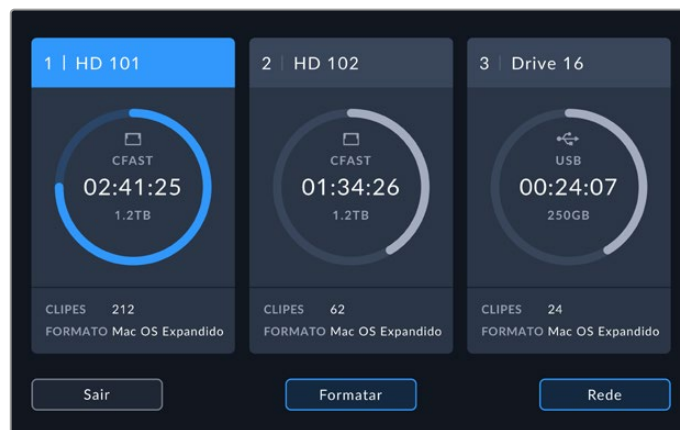 1 | HD 101
CFAST
02:41:25
1.2TB
CLIPES 212
FORMATO Mac OS Expandido
2 | HD 102
CFAST
01:34:26
1.2TB
CLIPES 62
FORMATO Mac OS Expandido
3 | Drive 16
USB
00:24:07
250GB
CLIPES 24
FORMATO Mac OS Expandido
Sair
Formatar
Rede